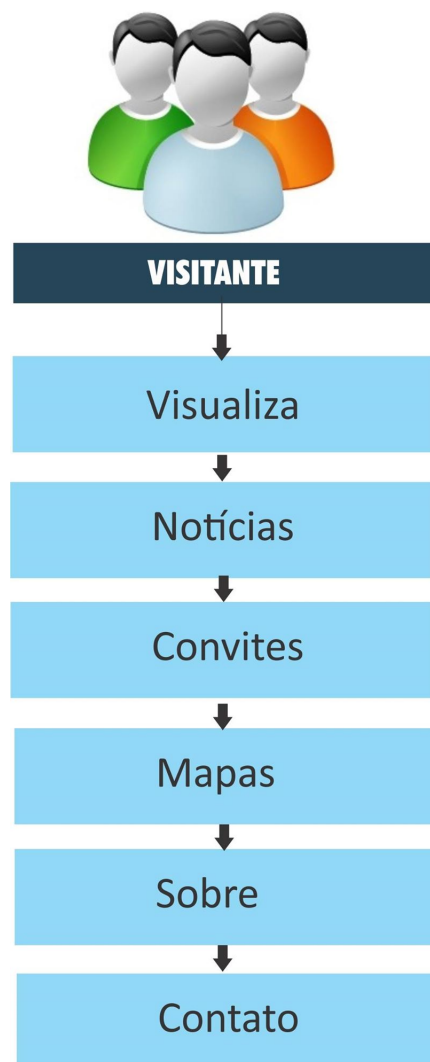 VISITANTE
Visualiza
Notícias
Convites
Mapas
Sobre
Contato